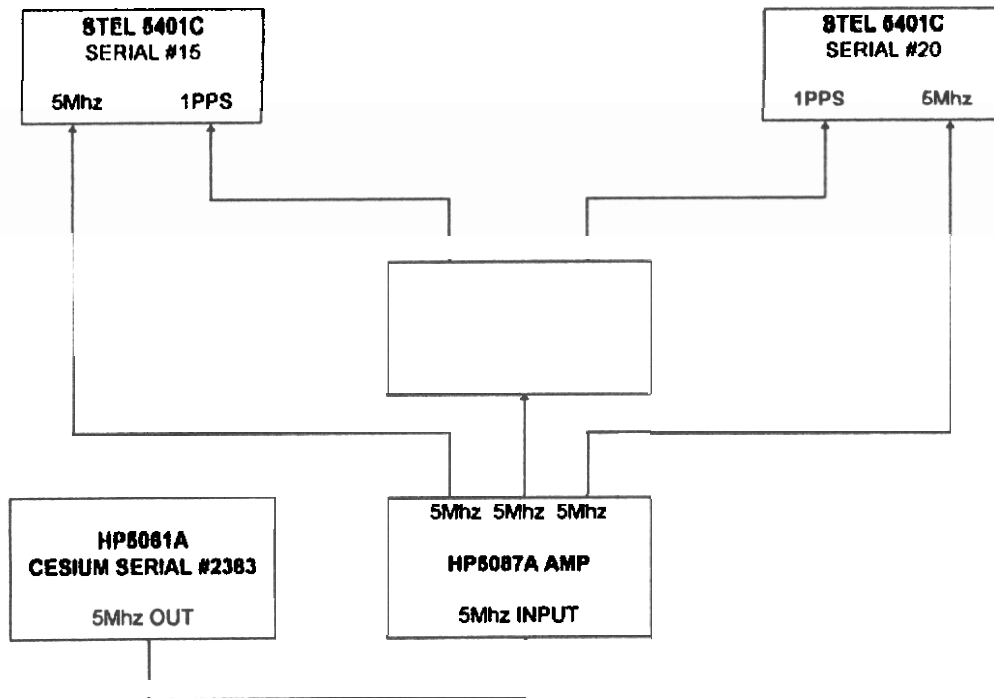 STEL 5401C
SERIAL #15
5Mhz 1PPS
STEL 5401C
SERIAL #20
1PPS 5Mhz
5Mhz 5Mhz 5Mhz
HP5061A
CESIUM SERIAL #2383
5Mhz OUT
HP5087A AMP
5Mhz INPUT